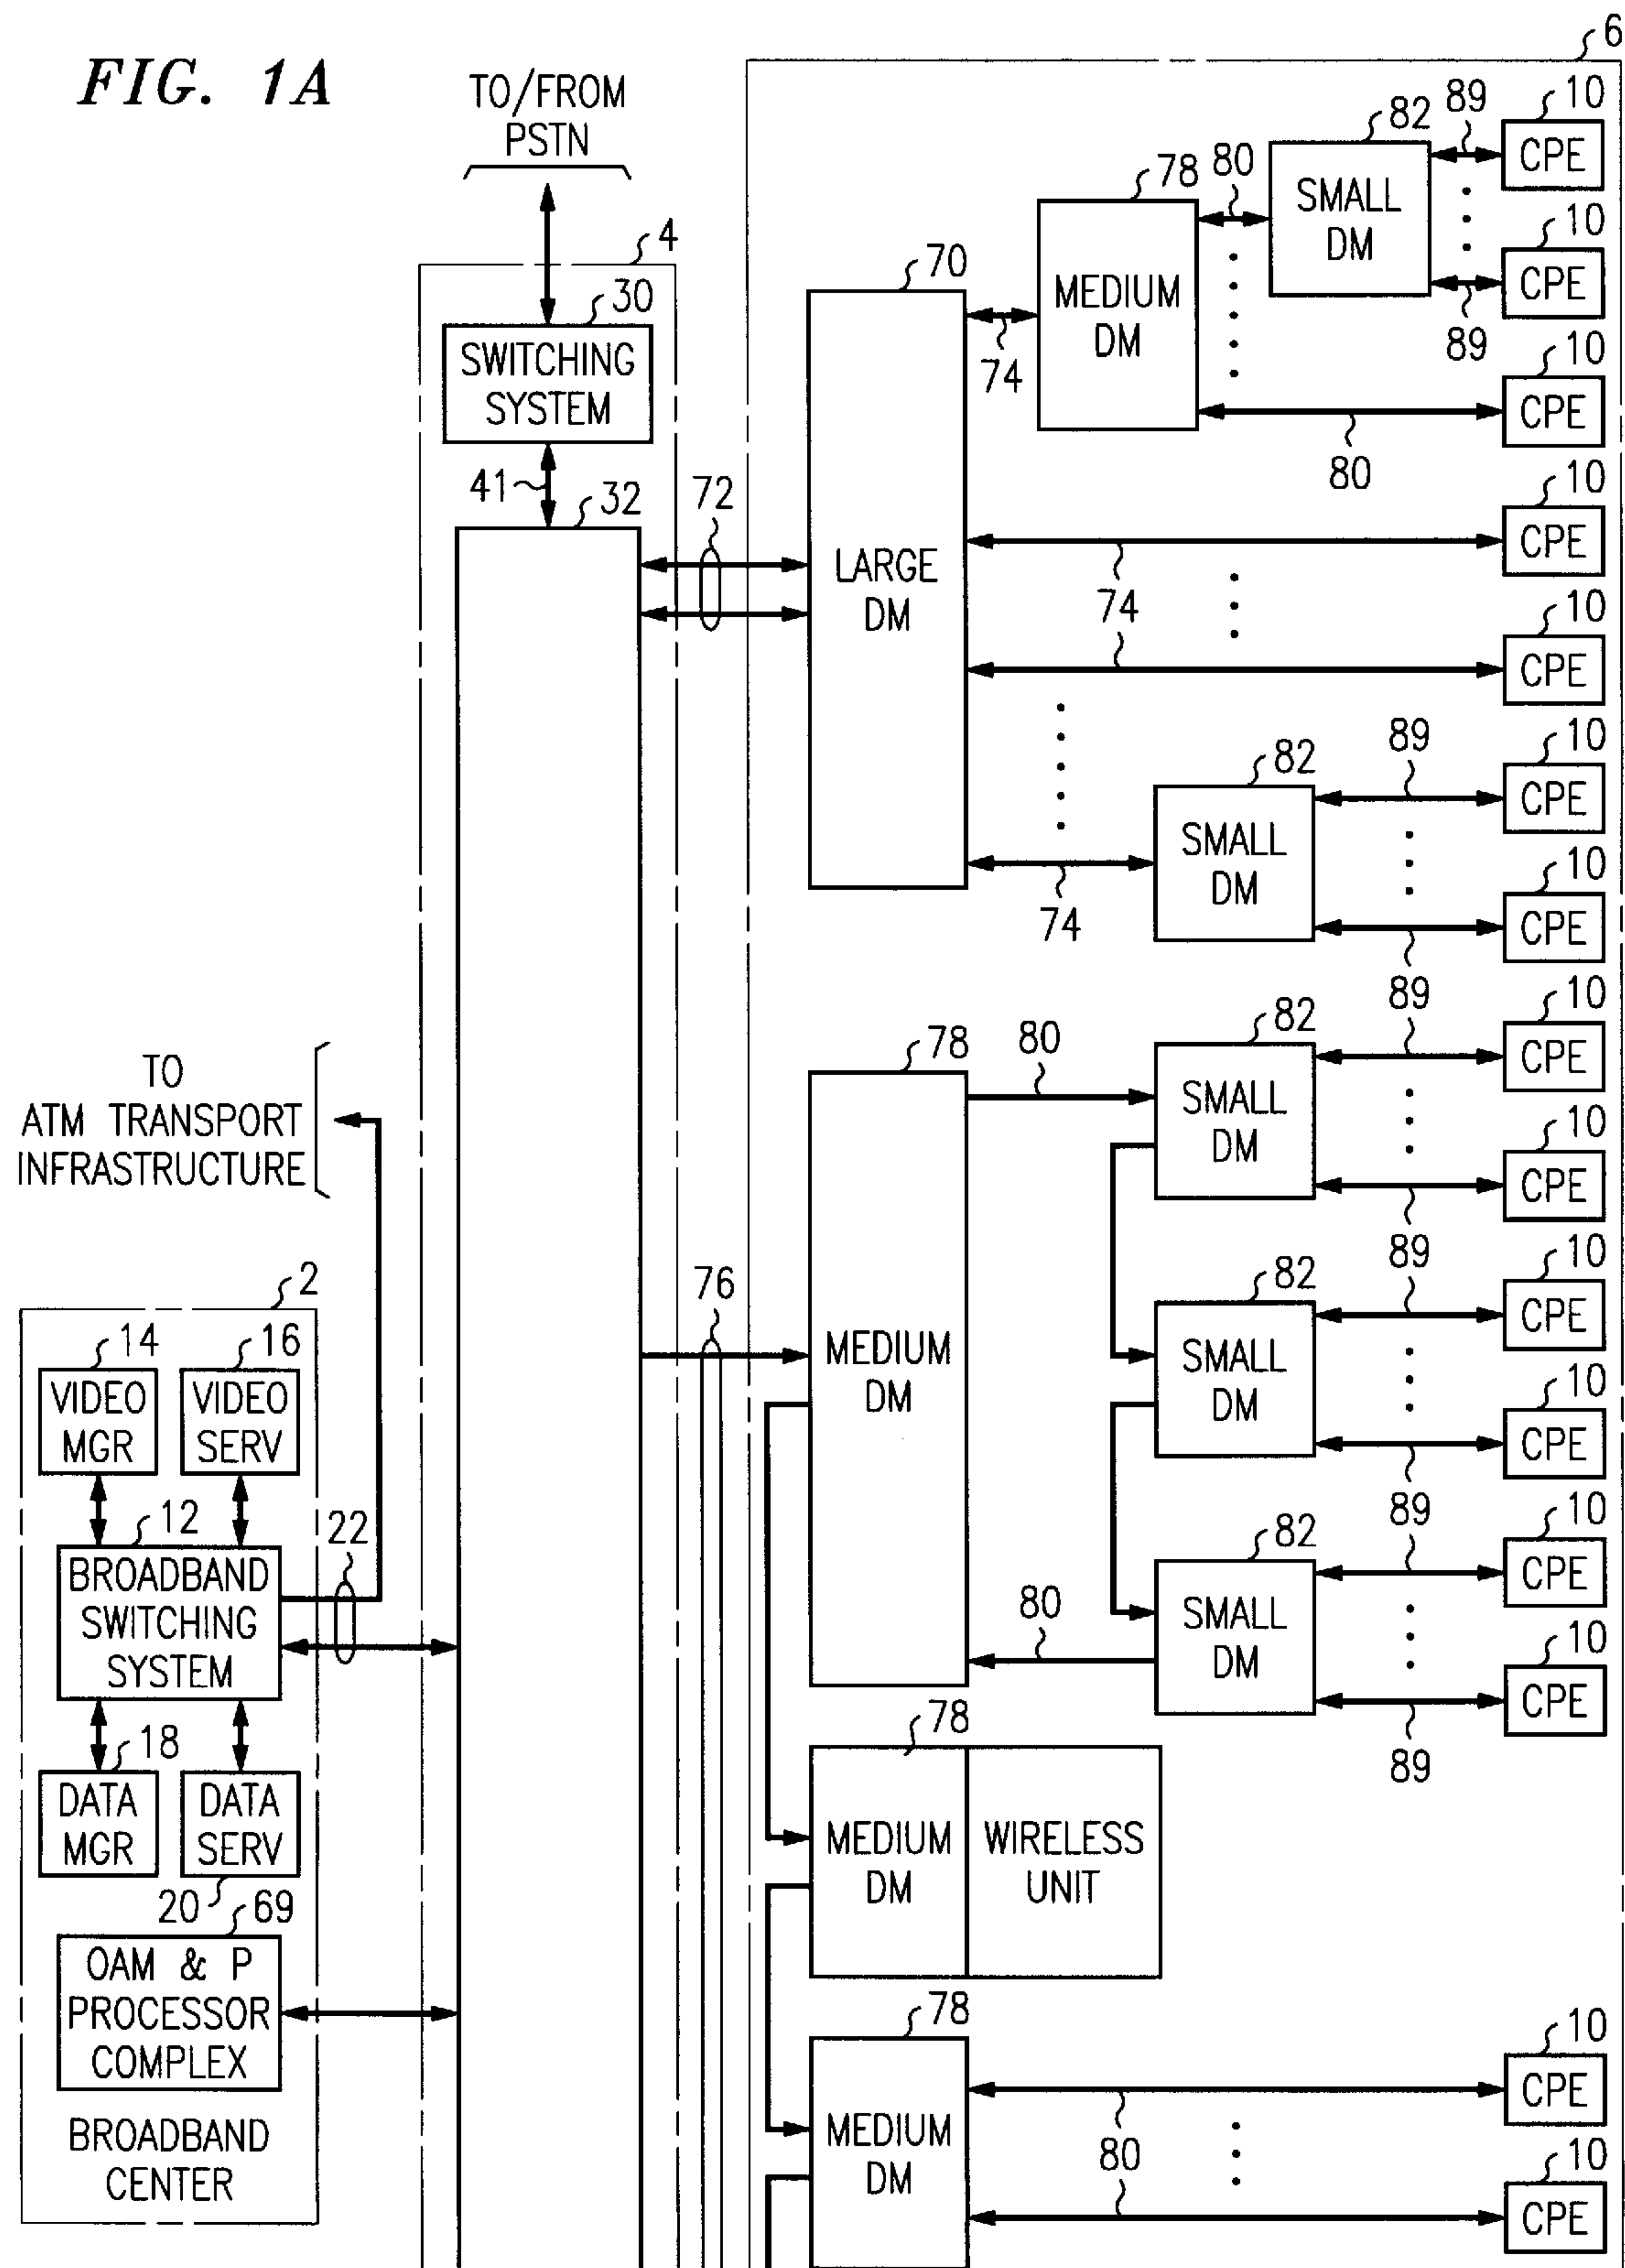 FIG. 1A
TO/FROM
PSTN
6
4
30
SWITCHING
SYSTEM
41
32
72
70
LARGE
DM
74
78
MEDIUM
DM
80
82
SMALL
DM
89
10
CPE
89
10
CPE
80
10
CPE
74
10
CPE
74
10
CPE
74
82
SMALL
DM
89
10
CPE
89
10
CPE
TO
ATM TRANSPORT
INFRASTRUCTURE
76
78
MEDIUM
DM
80
82
SMALL
DM
89
10
CPE
89
10
CPE
82
SMALL
DM
89
10
CPE
89
10
CPE
80
82
SMALL
DM
89
10
CPE
89
10
CPE
2
14
VIDEO
MGR
16
VIDEO
SERV
12
BROADBAND
SWITCHING
SYSTEM
22
18
DATA
MGR
DATA
SERV
20
69
OAM & P
PROCESSOR
COMPLEX
BROADBAND
CENTER
78
MEDIUM
DM
WIRELESS
UNIT
78
MEDIUM
DM
80
10
CPE
10
CPE